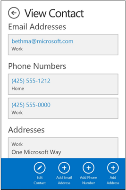 View Contact
Email Addresses
bethma@microsoft.com
Work
Phone Numbers
(425) 555-1212
Home
(425) 555-0000
Work
Addresses
Work
One Microsoft Way
Edit Contact
Add Email Address
Add Phone Number
Add Address